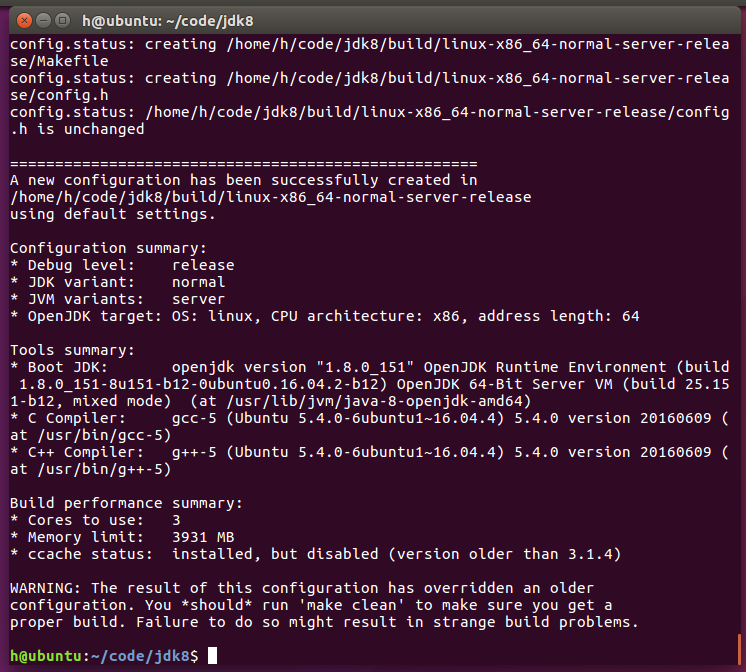 h@ubuntu: ~/code/jdk8
config.status: creating /home/h/code/jdk8/build/linux-x86_64-normal-server-relea
se/Makefile
config.status: creating /home/h/code/jdk8/build/linux-x86_64-normal-server-relea
se/config.h
config.status: /home/h/code/jdk8/build/linux-x86_64-normal-server-release/config
.h is unchanged
====================================================
A new configuration has been successfully created in
/home/h/code/jdk8/build/linux-x86_64-normal-server-release
using default settings.
Configuration summary:
* Debug level:    release
* JDK variant:    normal
* JVM variants:   server
* OpenJDK target: OS: linux, CPU architecture: x86, address length: 64
Tools summary:
* Boot JDK:       openjdk version "1.8.0_151" OpenJDK Runtime Environment (build
 1.8.0_151-8u151-b12-0ubuntu0.16.04.2-b12) OpenJDK 64-Bit Server VM (build 25.15
1-b12, mixed mode)  (at /usr/lib/jvm/java-8-openjdk-amd64)
* C Compiler:     gcc-5 (Ubuntu 5.4.0-6ubuntu1~16.04.4) 5.4.0 version 20160609 (
at /usr/bin/gcc-5)
* C++ Compiler:   g++-5 (Ubuntu 5.4.0-6ubuntu1~16.04.4) 5.4.0 version 20160609 (
at /usr/bin/g++-5)
Build performance summary:
* Cores to use:   3
* Memory limit:   3931 MB
* ccache status:  installed, but disabled (version older than 3.1.4)
WARNING: The result of this configuration has overridden an older
configuration. You *should* run 'make clean' to make sure you get a
proper build. Failure to do so might result in strange build problems.
h@ubuntu:~/code/jdk8$